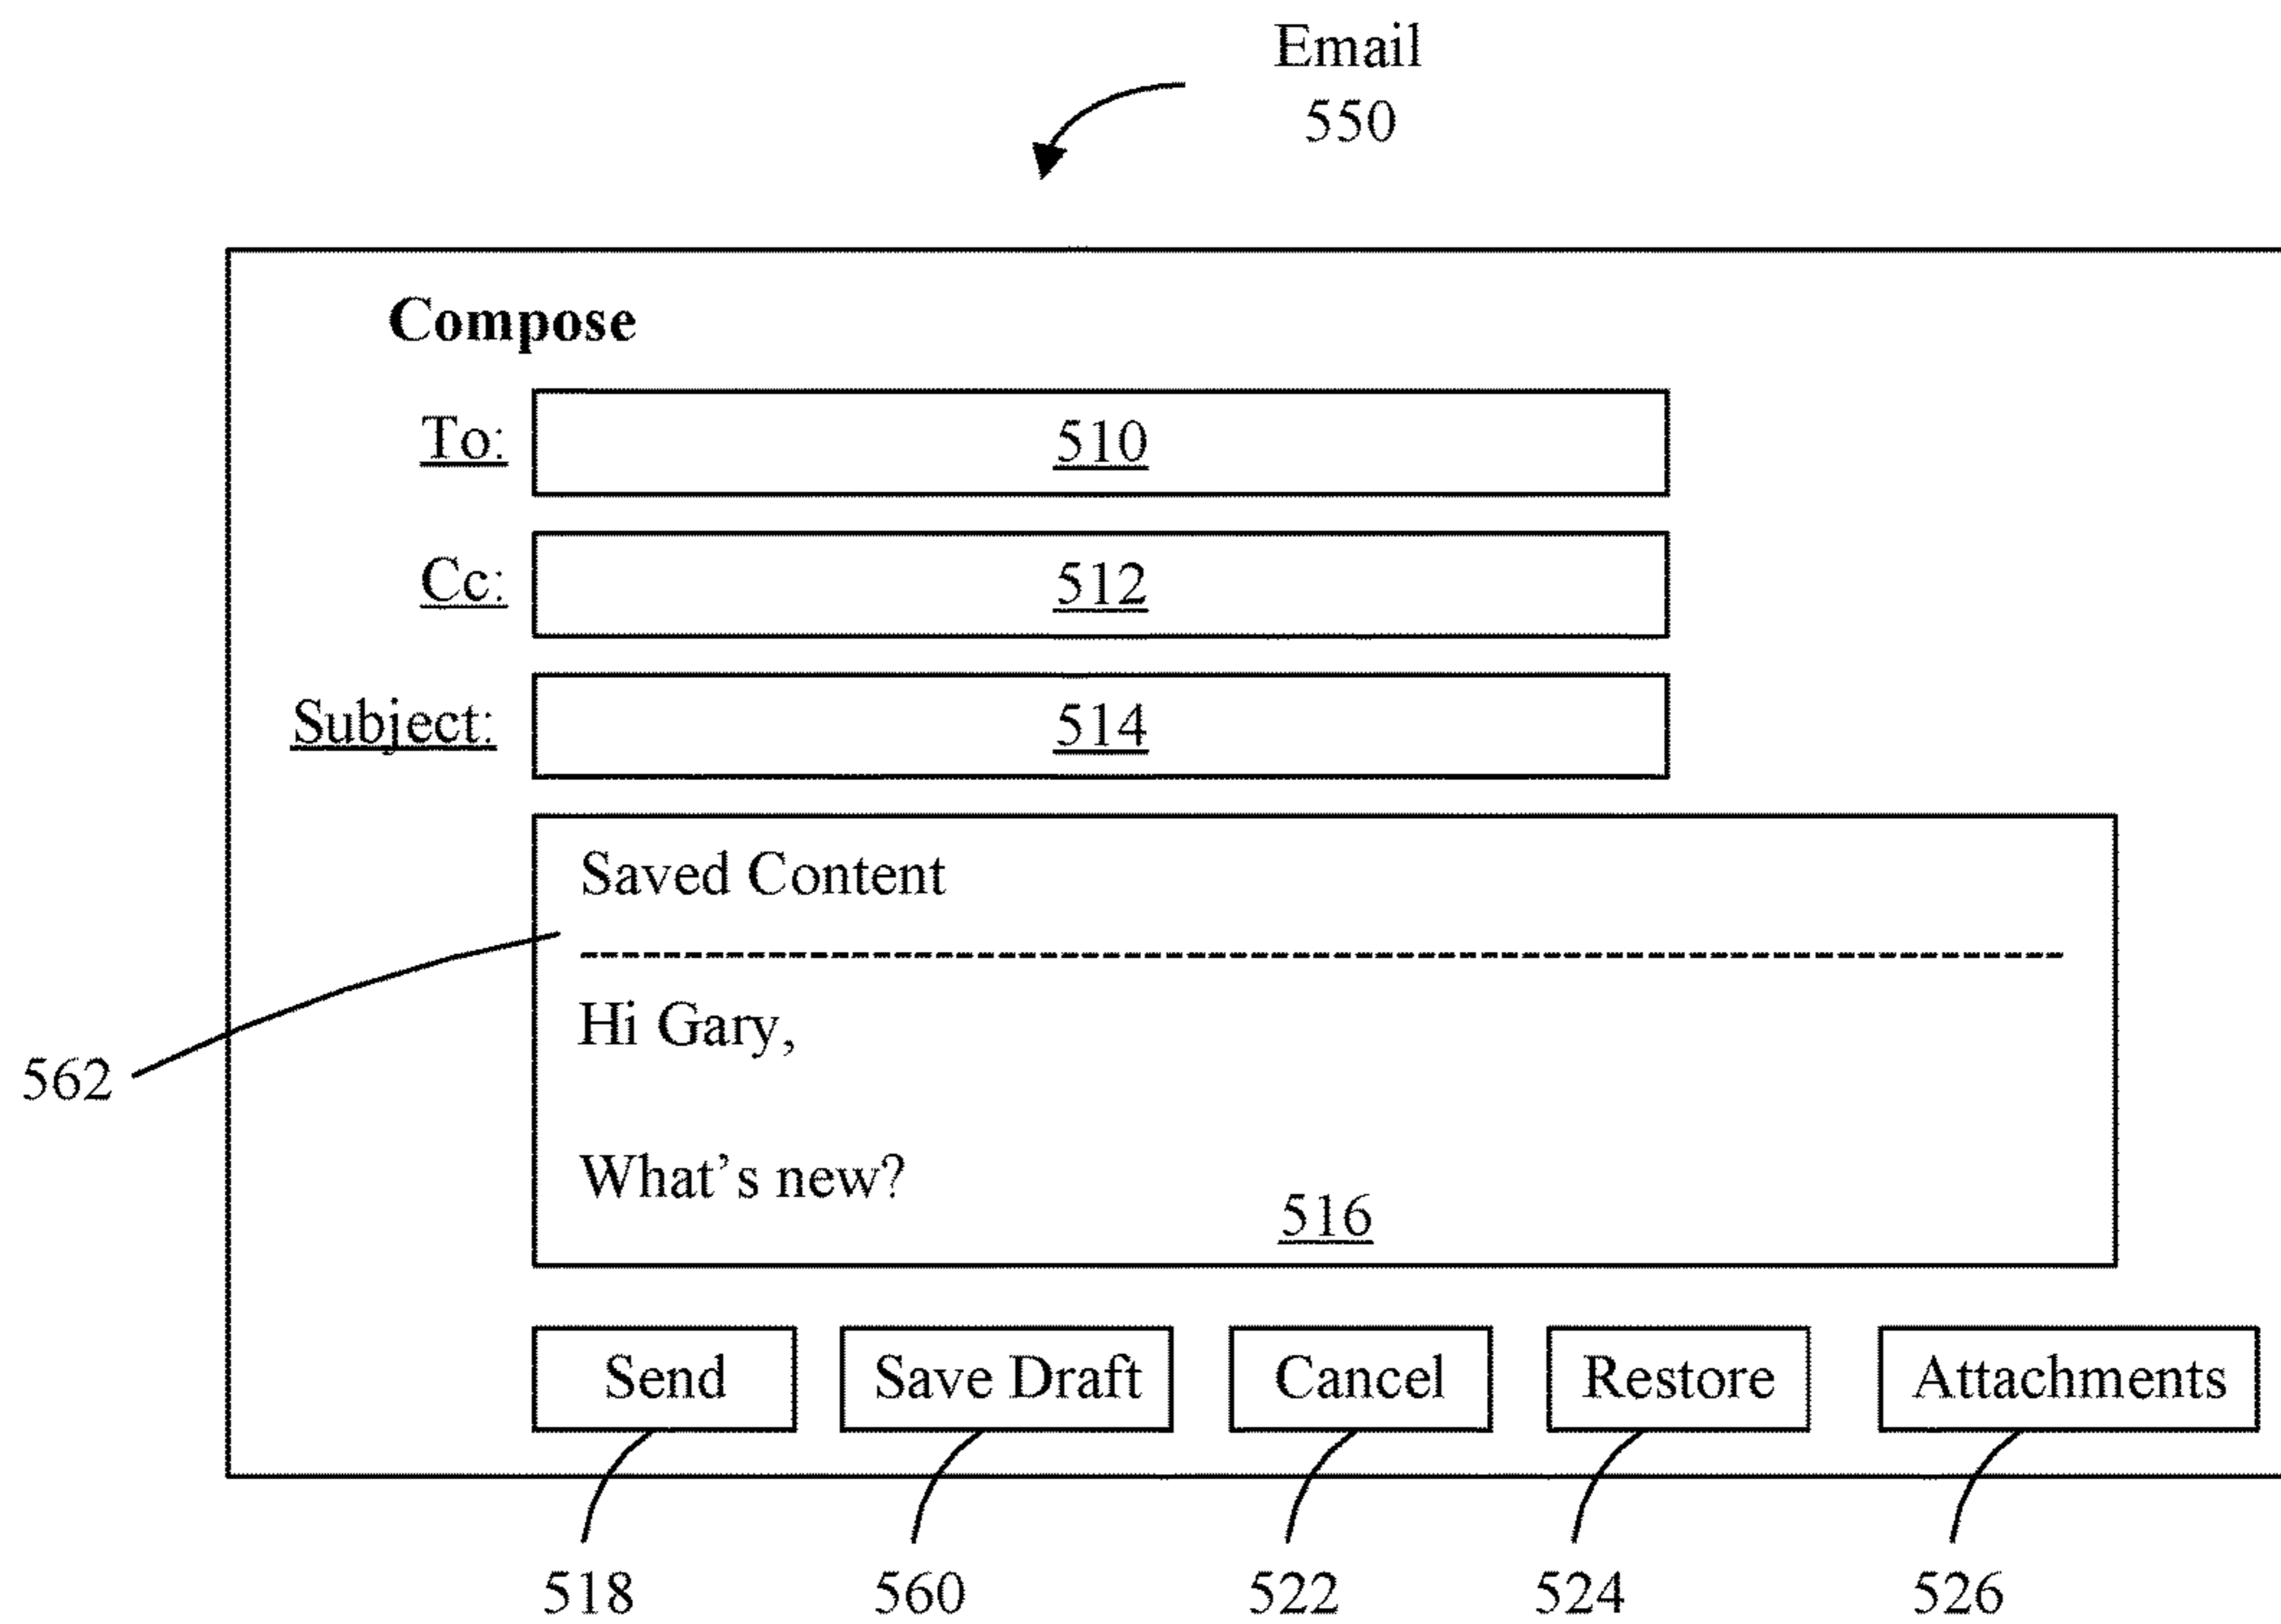 Email
550
Compose
To: 510
Cc: 512
Subject: 514
Saved Content
--------------------------------------------------
Hi Gary,
562
What's new?
516
Send Save Draft Cancel Restore Attachments
518 560 522 524 526